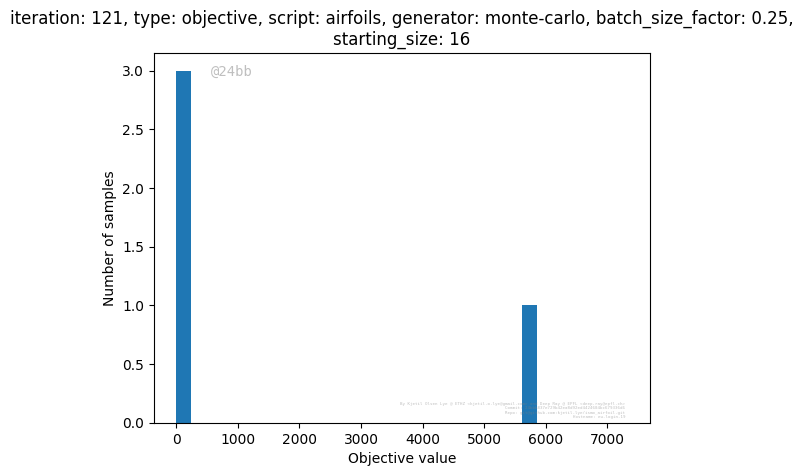 iteration: 121, type: objective, script: airfoils, generator: monte-carlo, batch_size_factor: 0.25,
starting_size: 16
@24bb
3.0
2.5
2.0
1.5
1.0
0.5
0.0
Number of samples
0 1000 2000 3000 4000 5000 6000 7000
Objective value